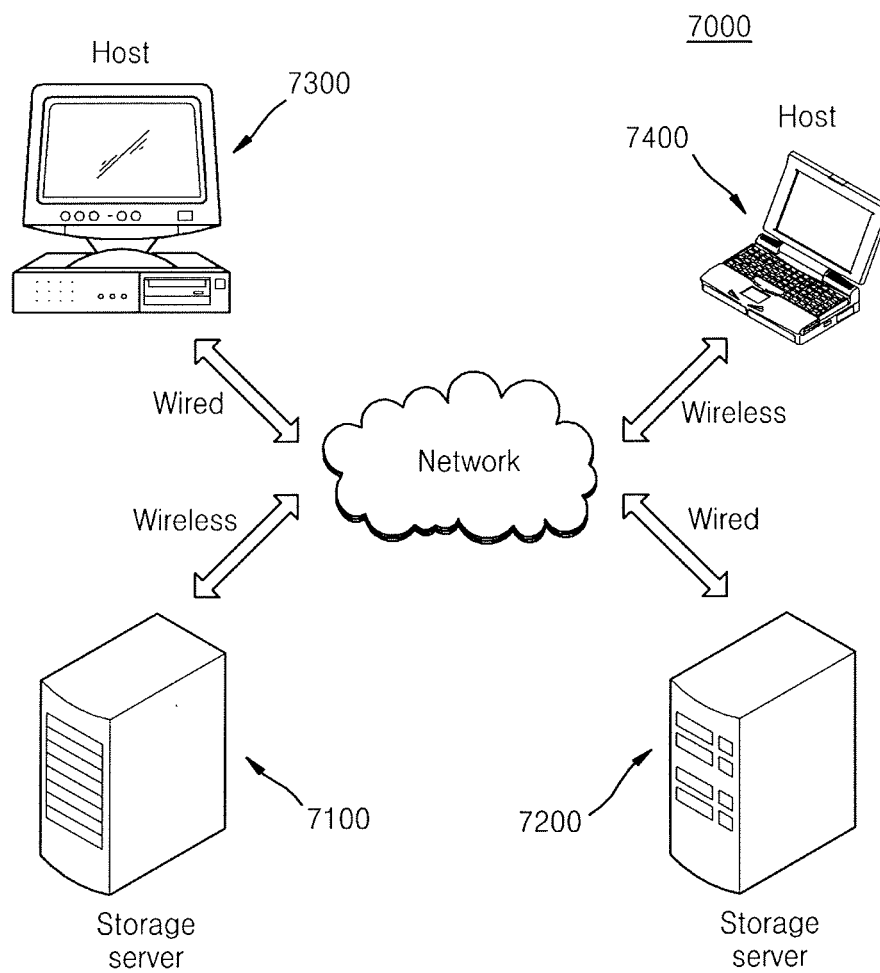 7000
Host
7300
Host
7400
Wired
Wireless
Network
Wireless
Wired
7100
7200
Storage
server
Storage
server